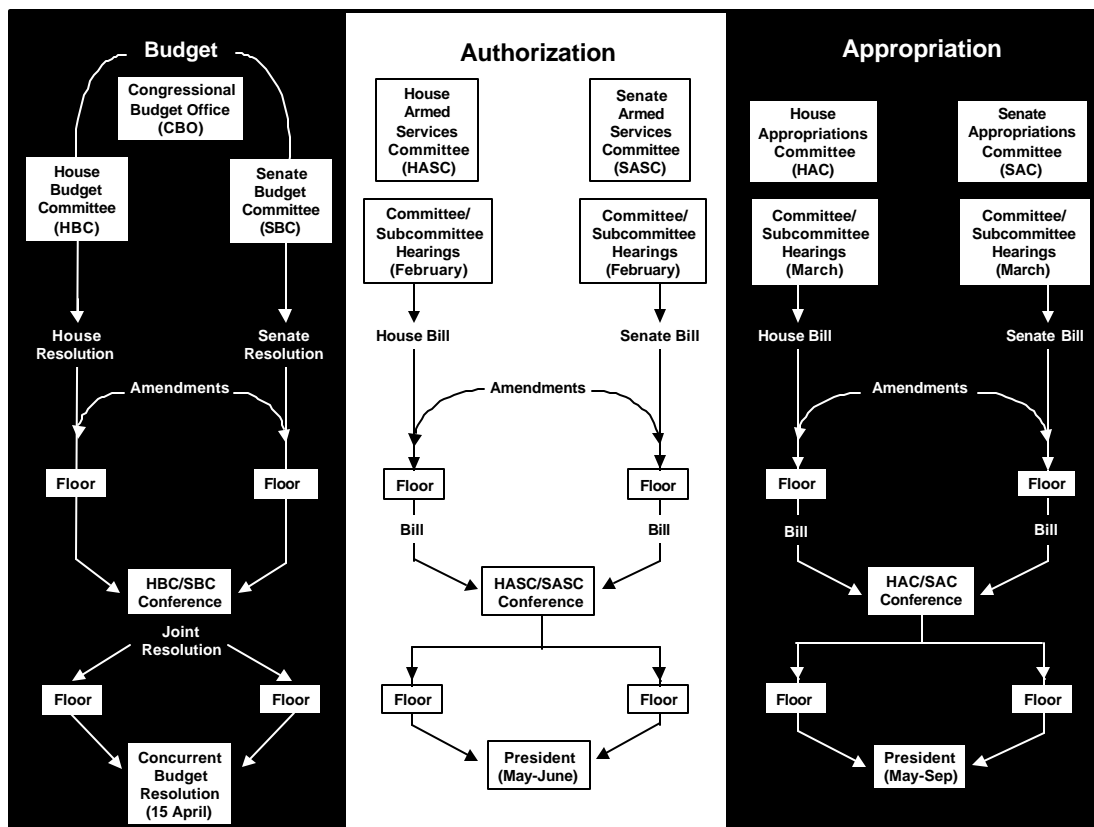 Budget
Congressional
Budget Office
(CBO)
House
Budget
Committee
(HBC)
Senate
Budget
Committee
(SBC)
House
Resolution
Senate
Resolution
Amendments
Floor
Floor
HBC/SBC
Conference
Joint
Resolution
Floor
Floor
Concurrent
Budget
Resolution
(15 April)
Authorization
House
Armed
Services
Committee
(HASC)
Senate
Armed
Services
Committee
(SASC)
Committee/
Subcommittee
Hearings
(February)
Committee/
Subcommittee
Hearings
(February)
House Bill
Senate Bill
Amendments
Floor
Floor
Bill
Bill
HASC/SASC
Conference
Floor
Floor
President
(May-June)
Appropriation
House
Appropriations
Committee
(HAC)
Senate
Appropriations
Committee
(SAC)
Committee/
Subcommittee
Hearings
(March)
Committee/
Subcommittee
Hearings
(March)
House Bill
Senate Bill
Amendments
Floor
Floor
Bill
Bill
HAC/SAC
Conference
Floor
Floor
President
(May-Sep)